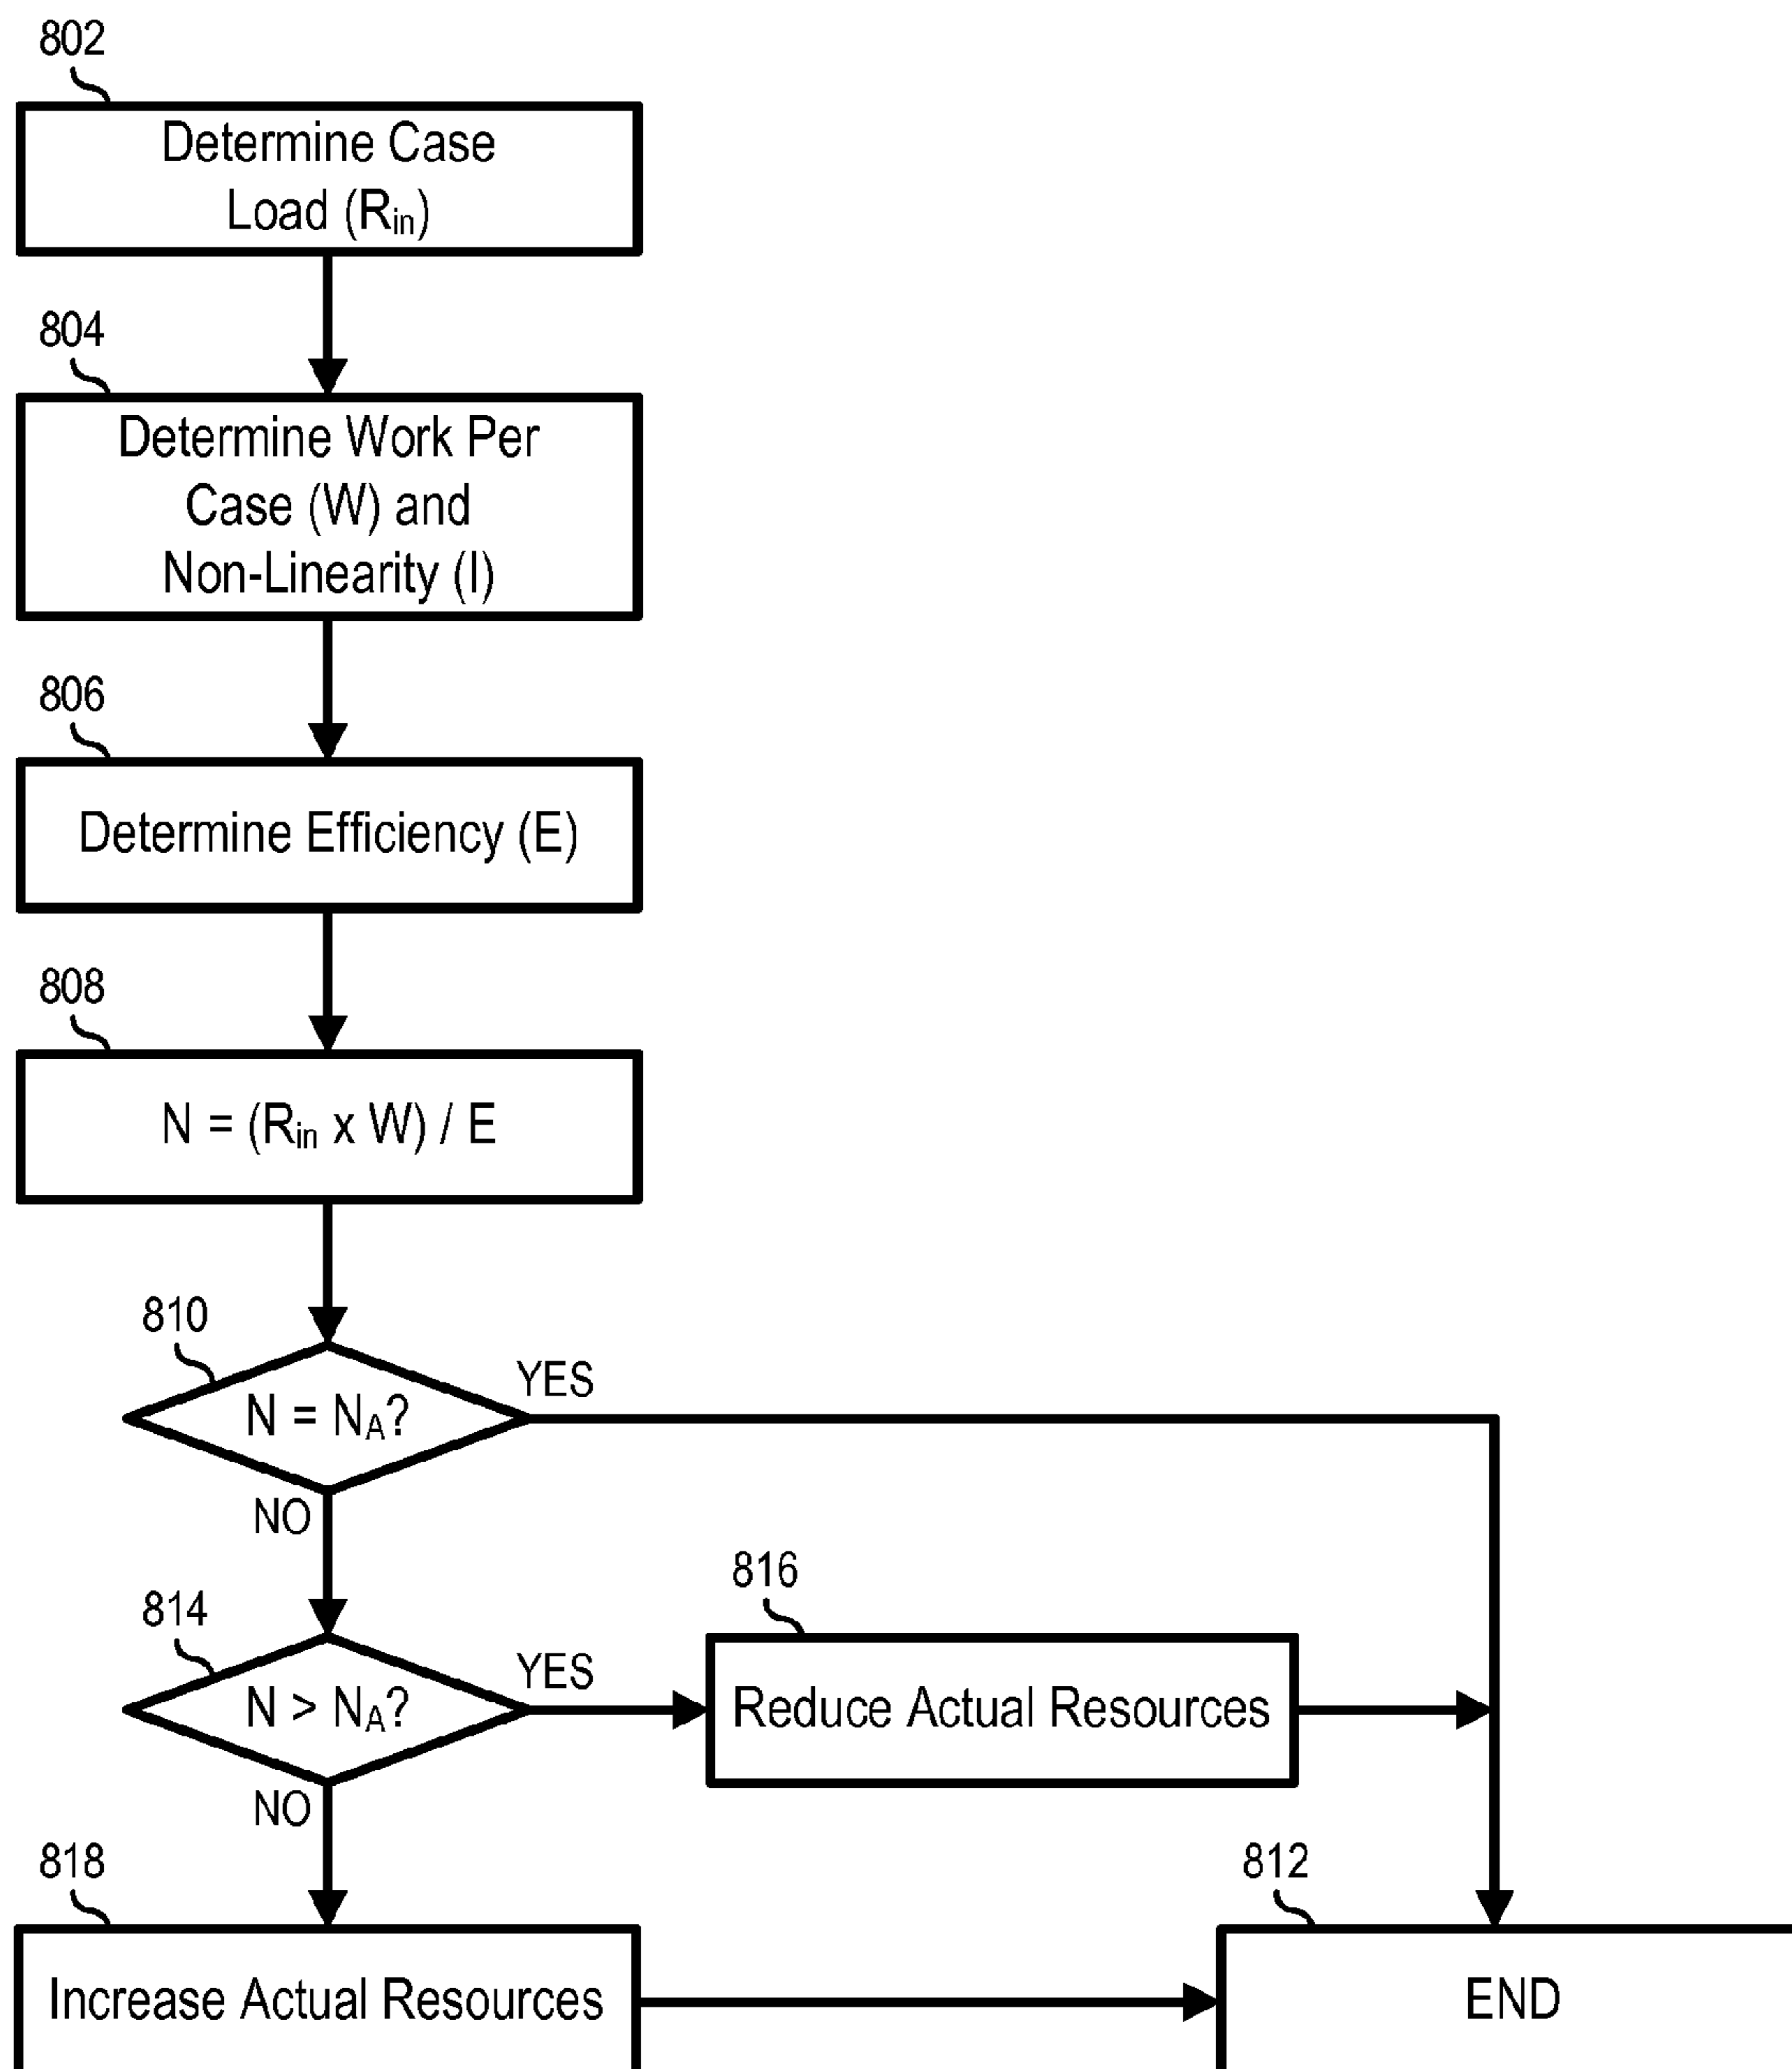 802
Determine Case
Load (Rin)
804
Determine Work Per
Case (W) and
Non-Linearity (I)
806
Determine Efficiency (E)
808
N = (Rin x W) / E
810
N = NA?
YES
NO
814
N > NA?
YES
816
Reduce Actual Resources
NO
818
Increase Actual Resources
812
END